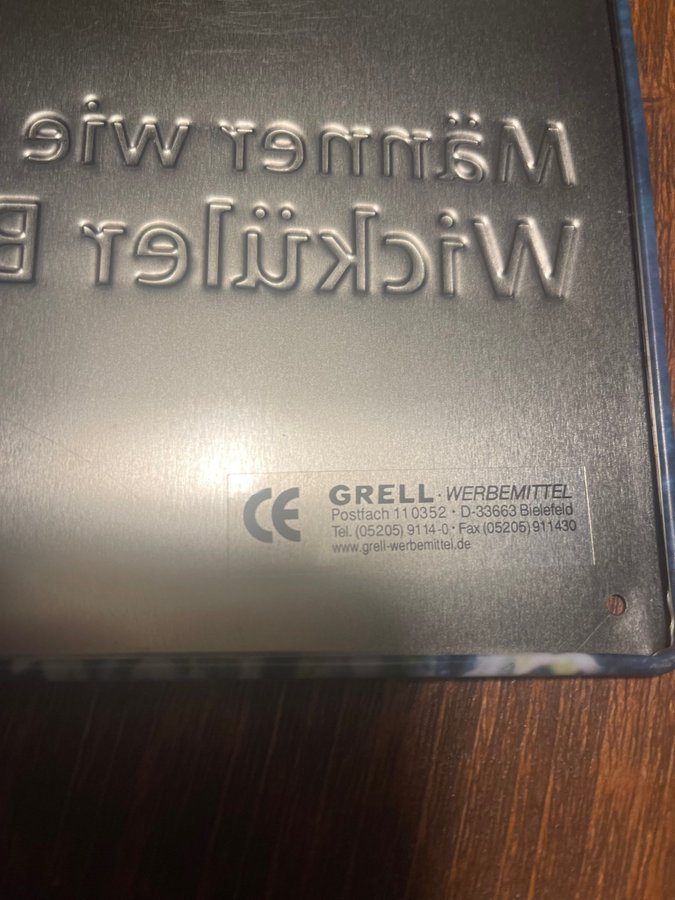 Männer wie
Wicküler B
CE
GRELL · WERBEMITTEL
Postfach 110352 · D-33663 Bielefeld
Tel. (05205) 9114-0 · Fax (05205) 911430
www.grell-werbemittel.de